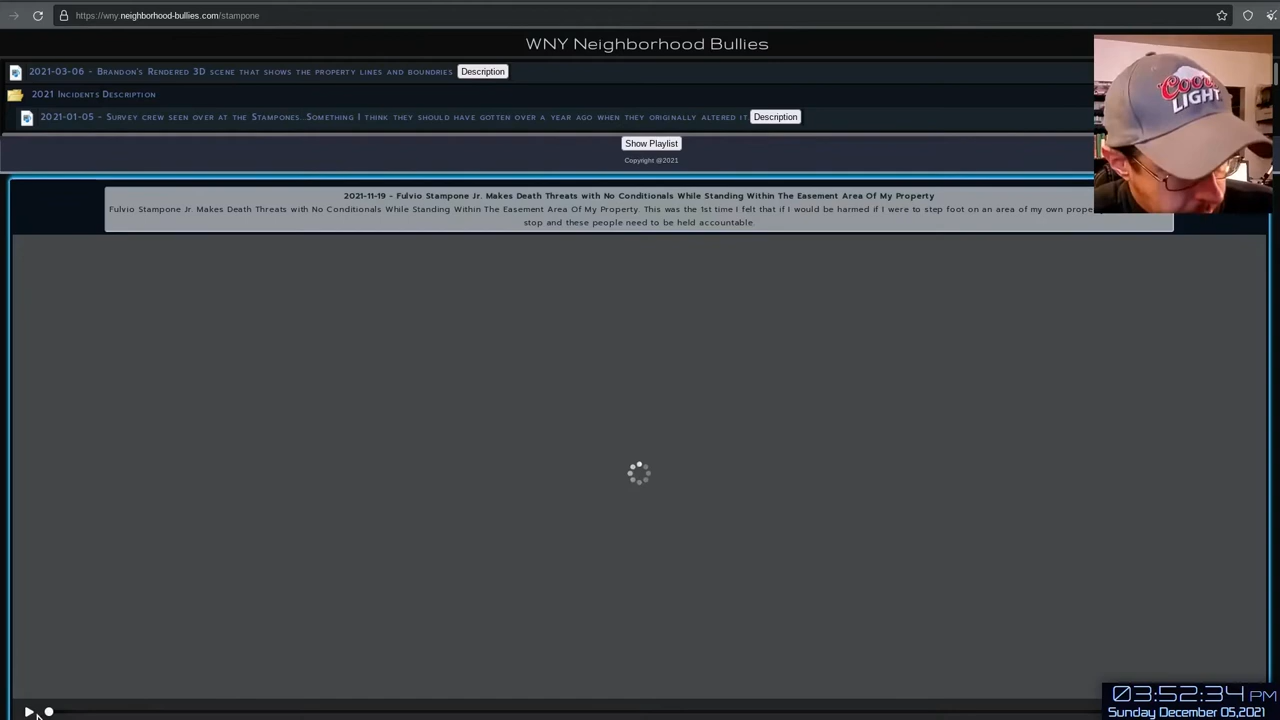 https://wny.neighborhood-bullies.com/stampone
WNY Neighborhood Bullies
2021-03-06 - Brandon's Rendered 3D scene that shows the property lines and boundries Description
2021 Incidents Description
2021-01-05 - Survey crew seen over at the Stampones...Something I think they should have gotten over a year ago when they originally altered it Description
Show Playlist
Copyright @2021
2021-11-19 - Fulvio Stampone Jr. Makes Death Threats with No Conditionals While Standing Within The Easement Area Of My Property
Fulvio Stampone Jr. Makes Death Threats with No Conditionals While Standing Within The Easement Area Of My Property. This was the 1st time I felt that if I would be harmed if I were to step foot on an area of my own
stop and these people need to be held accountable
Coors
LIGHT
03:52:34 PM
Sunday December 05,2021